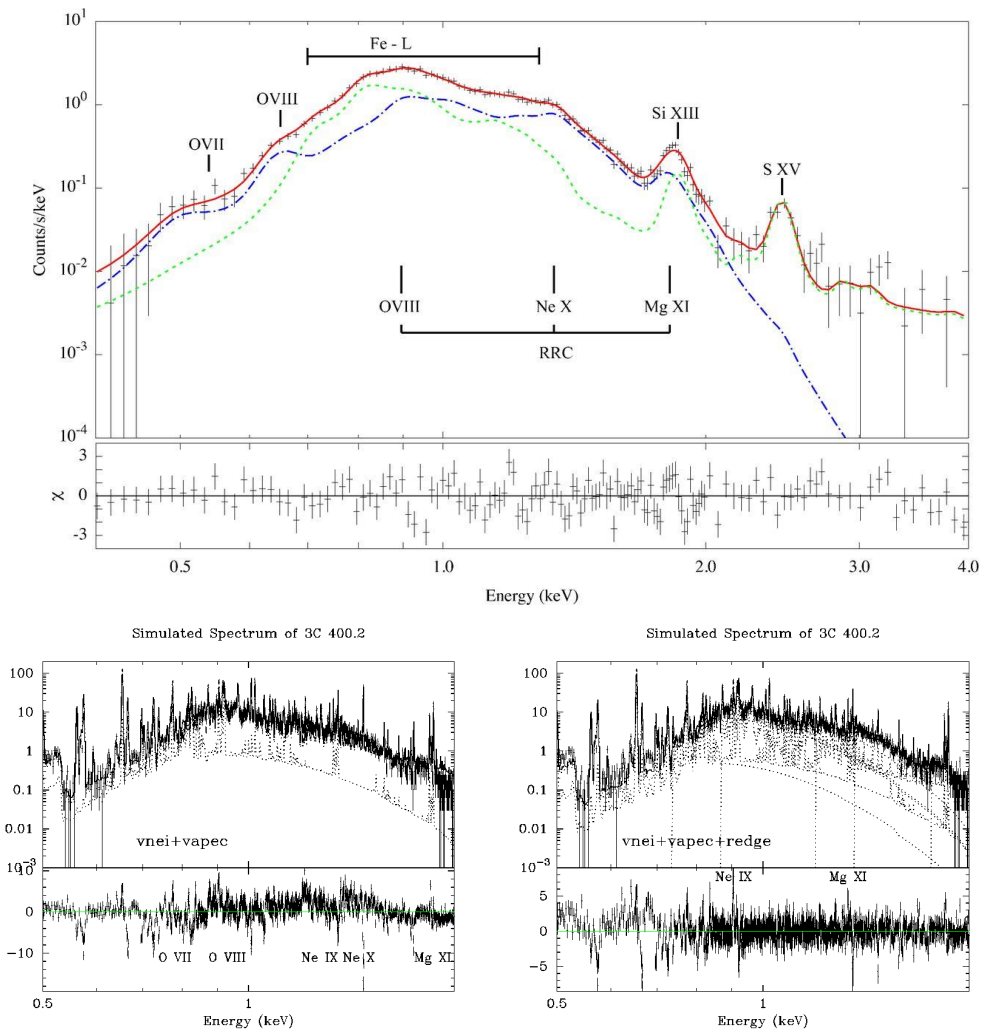 10^1
Fe - L
OVIII
10^0
Si XIII
OVII
S XV
10^-1
Counts/s/keV
10^-2
OVIII
Ne X
Mg XI
RRC
10^-3
10^-4
3
χ 0
-3
0.5 1.0 2.0 3.0 4.0
Energy (keV)
Simulated Spectrum of 3C 400.2
100
10
1
0.1
0.01
vnei+vapec
10^-3
10
0
-10
O VII O VIII Ne IX Ne X Mg XI
0.5 1
Energy (keV)
Simulated Spectrum of 3C 400.2
100
10
1
0.1
0.01
vnei+vapec+redge
10^-3
Ne IX Mg XI
5
0
-5
0.5 1
Energy (keV)